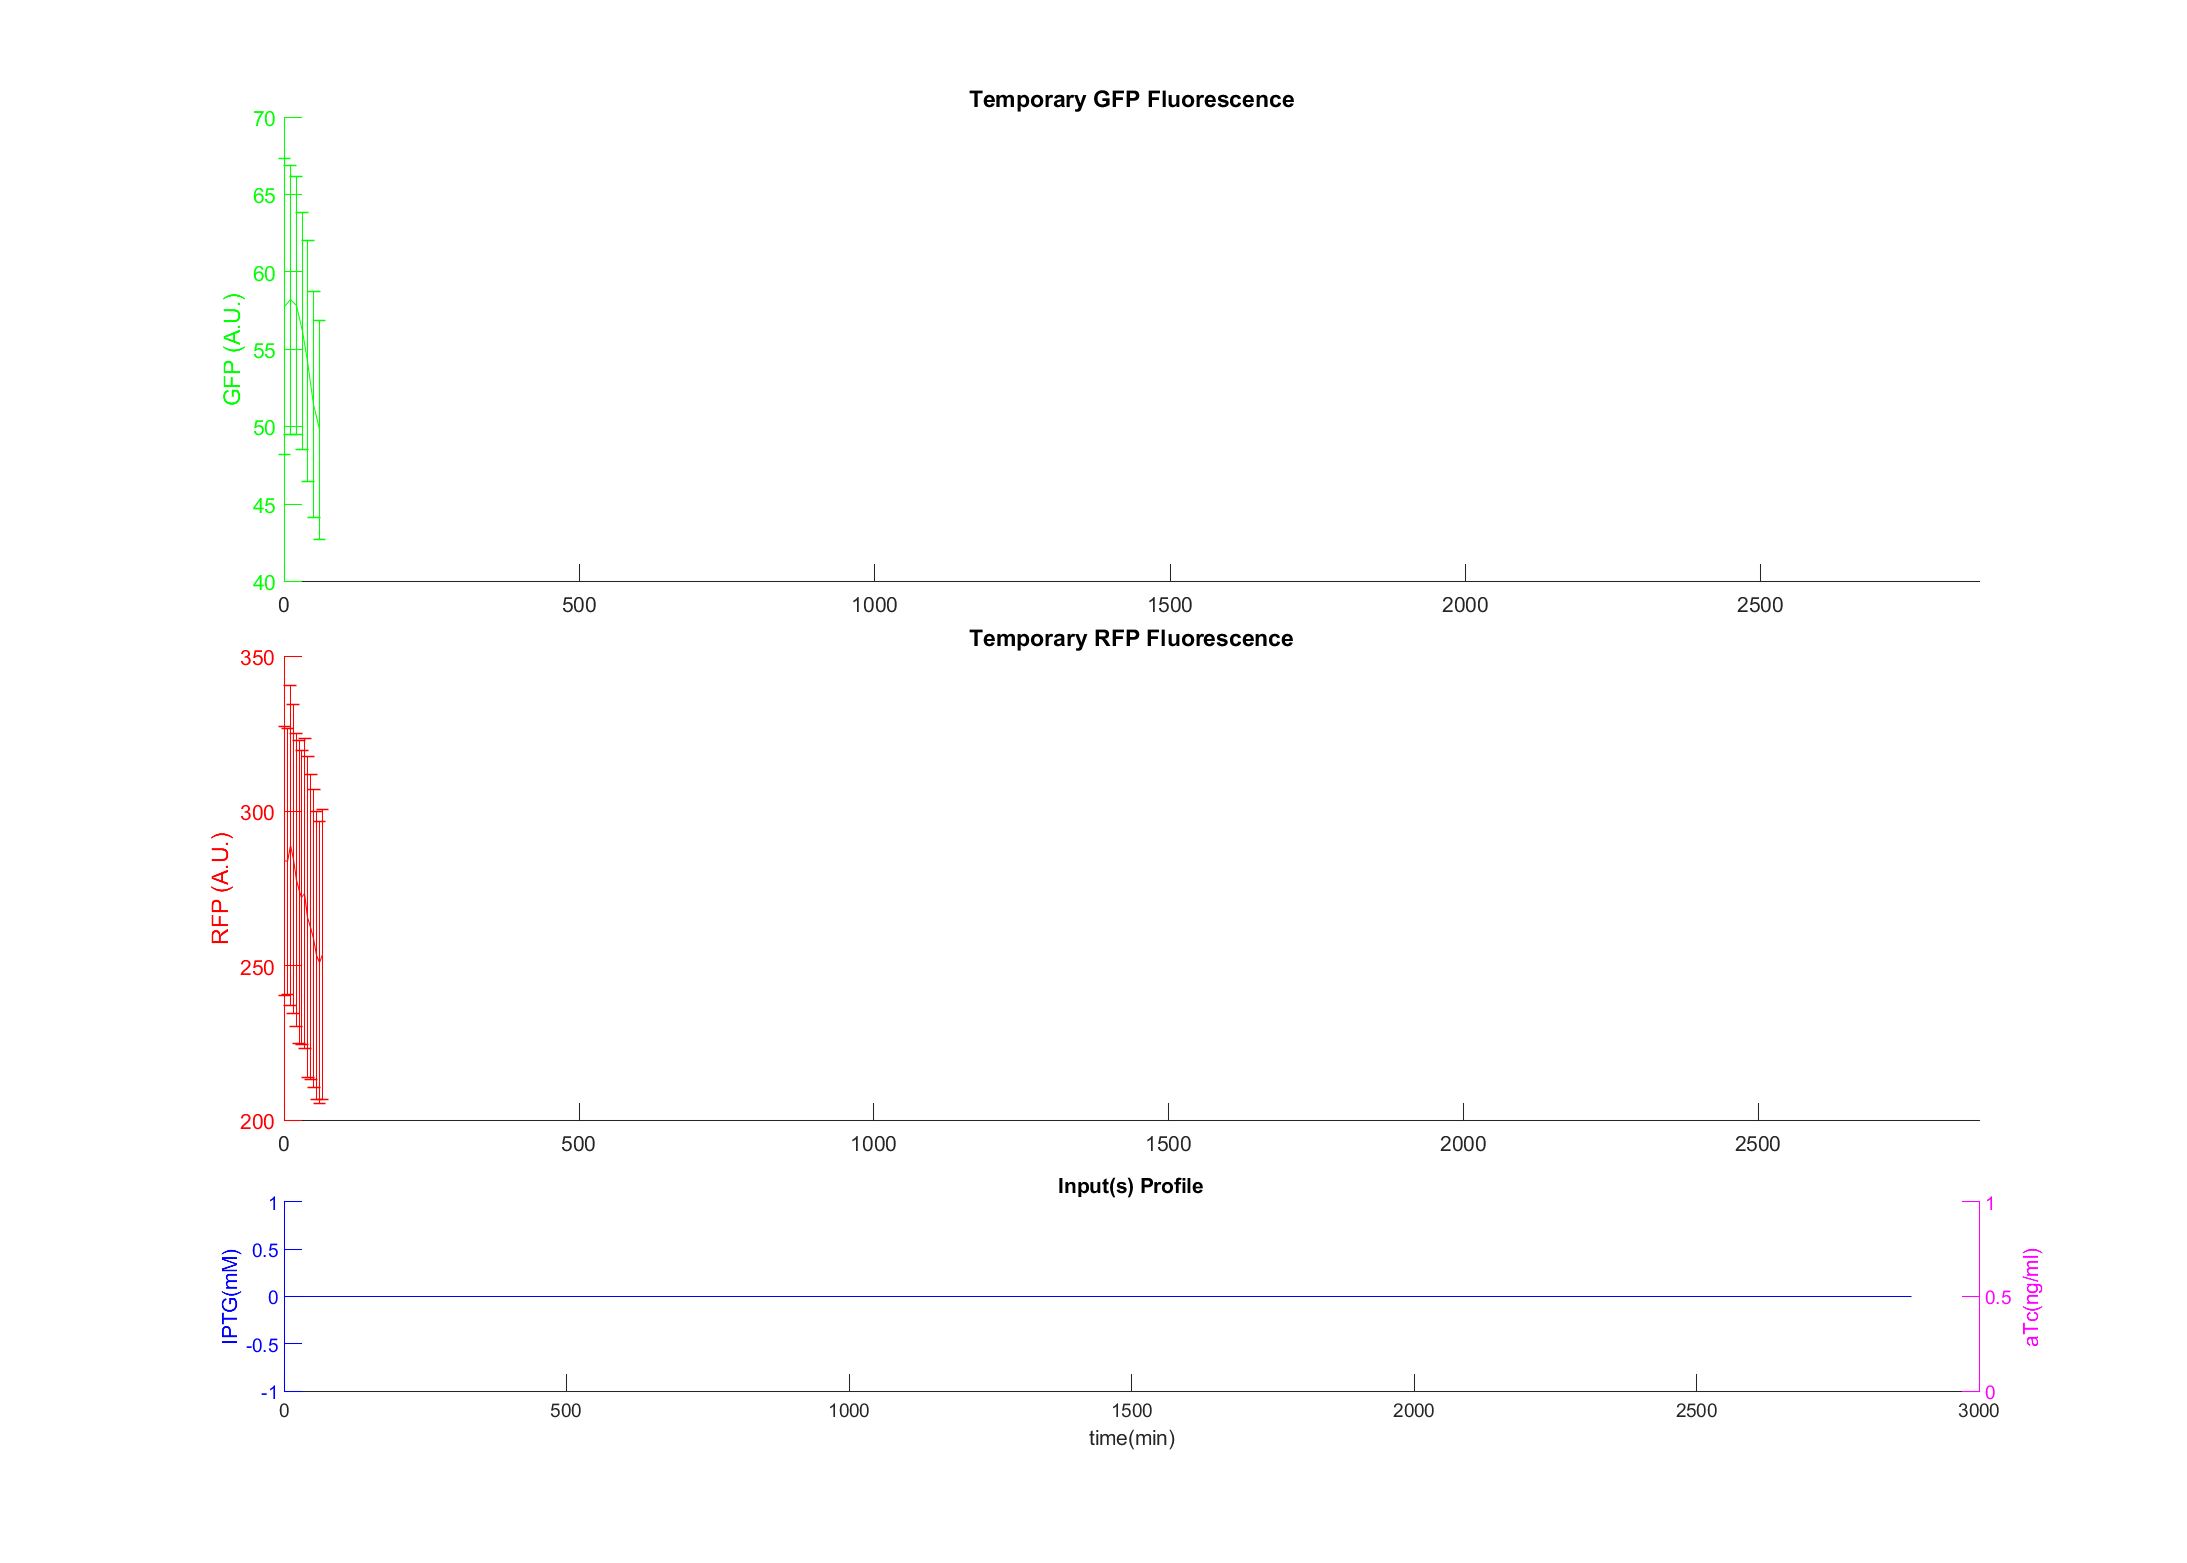 Temporary GFP Fluorescence
70
65
60
55
50
45
40
GFP (A.U.)
0 500 1000 1500 2000 2500
Temporary RFP Fluorescence
350
300
250
200
RFP (A.U.)
0 500 1000 1500 2000 2500
Input(s) Profile
1
0.5
0
-0.5
-1
IPTG(mM)
1
0.5
0
aTc(ng/ml)
0 500 1000 1500 2000 2500 3000
time(min)